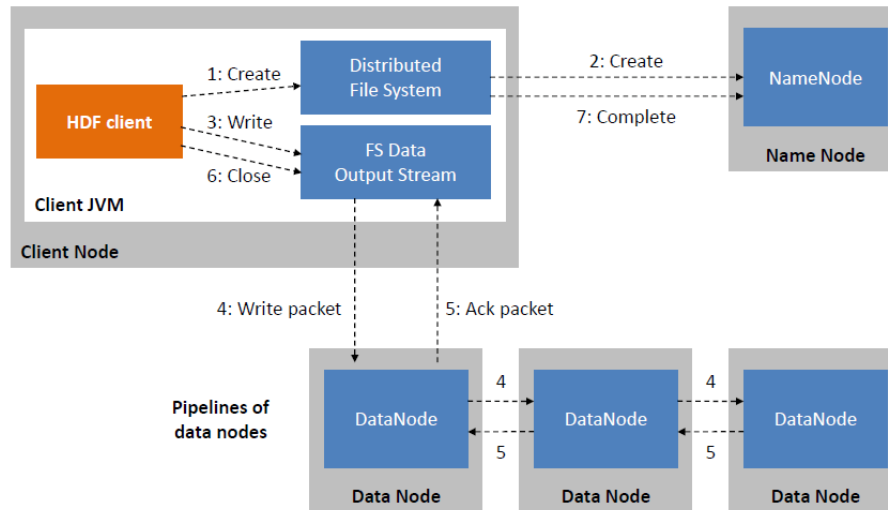 1: Create
Distributed
File System
2: Create
NameNode
HDF client
3: Write
7: Complete
FS Data
Output Stream
6: Close
Name Node
Client JVM
Client Node
4: Write packet
5: Ack packet
Pipelines of
data nodes
DataNode
4
5
DataNode
4
5
DataNode
Data Node
Data Node
Data Node